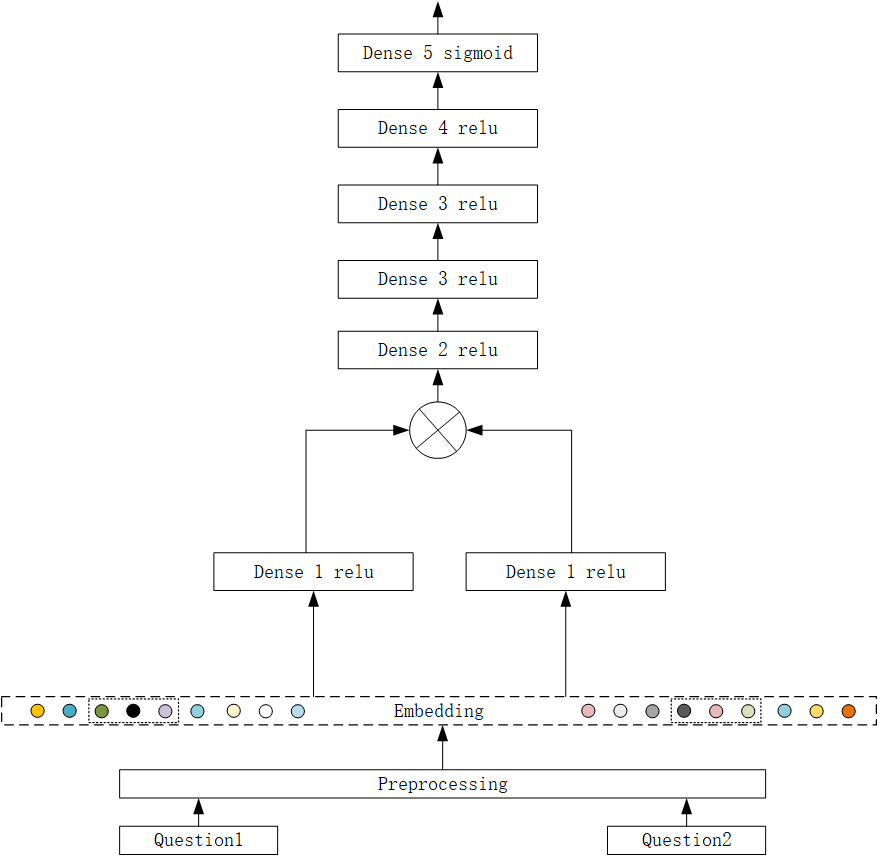 Dense 5 sigmoid
Dense 4 relu
Dense 3 relu
Dense 3 relu
Dense 2 relu
Dense 1 relu
Dense 1 relu
Embedding
Preprocessing
Question1
Question2